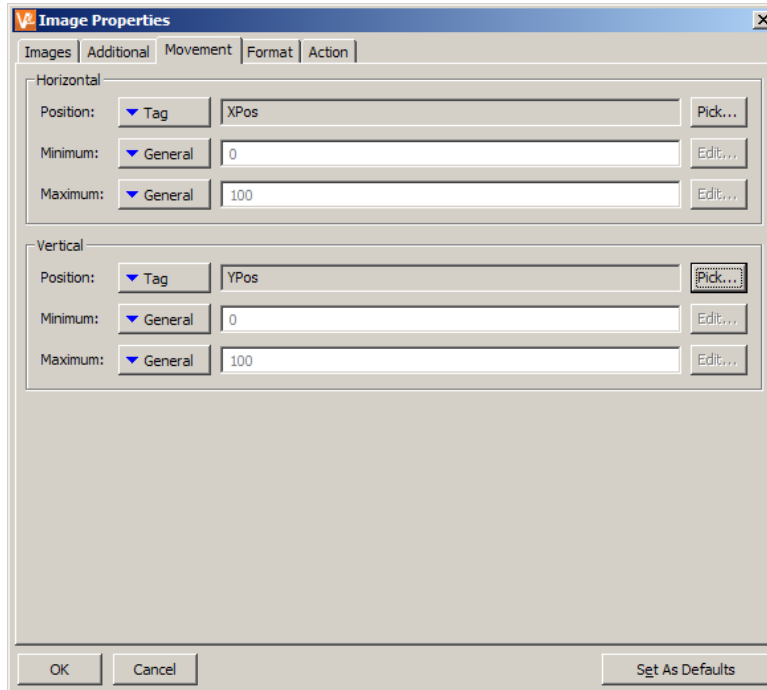 Image Properties
Images Additional Movement Format Action
Horizontal
Position: Tag XPos Pick...
Minimum: General 0 Edit...
Maximum: General 100 Edit...
Vertical
Position: Tag YPos Pick...
Minimum: General 0 Edit...
Maximum: General 100 Edit...
OK Cancel Set As Defaults